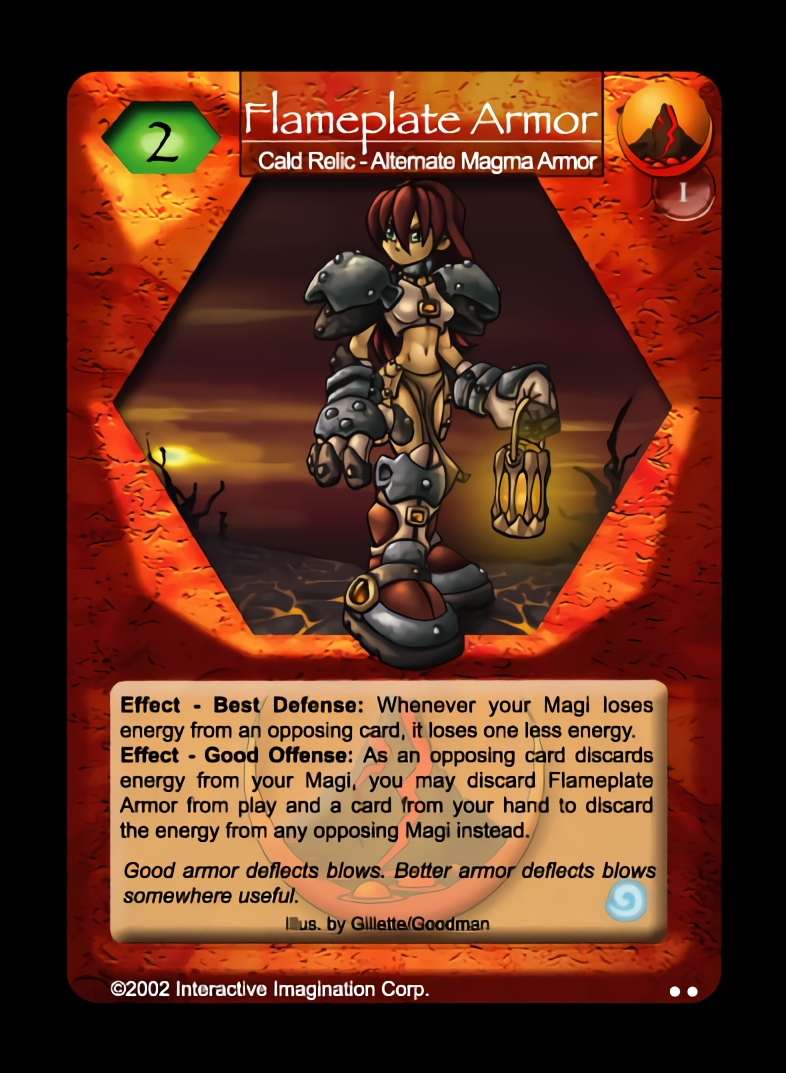 2
Flameplate Armor
Cald Relic - Alternate Magma Armor
I
Effect - Best Defense: Whenever your Magi loses
energy from an opposing card, it loses one less energy.
Effect - Good Offense: As an opposing card discards
energy from your Magi, you may discard Flameplate
Armor from play and a card from your hand to discard
the energy from any opposing Magi instead.
Good armor deflects blows. Better armor deflects blows
somewhere useful.
Illus. by Gillette/Goodman
©2002 Interactive Imagination Corp.